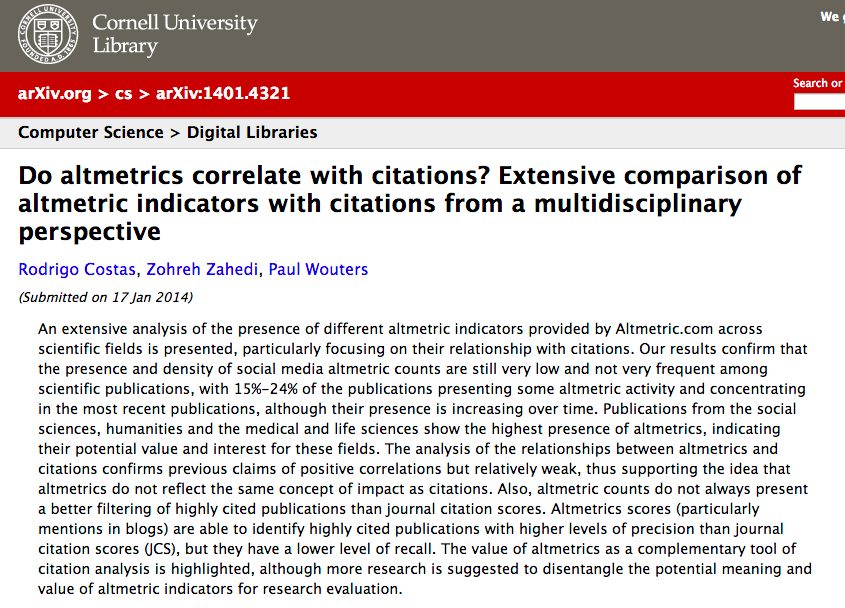 Cornell University
Library
We
arXiv.org > cs > arXiv:1401.4321
Search or
Computer Science > Digital Libraries
Do altmetrics correlate with citations? Extensive comparison of
altmetric indicators with citations from a multidisciplinary
perspective
Rodrigo Costas, Zohreh Zahedi, Paul Wouters
(Submitted on 17 Jan 2014)
An extensive analysis of the presence of different altmetric indicators provided by Altmetric.com across
scientific fields is presented, particularly focusing on their relationship with citations. Our results confirm that
the presence and density of social media altmetric counts are still very low and not very frequent among
scientific publications, with 15%-24% of the publications presenting some altmetric activity and concentrating
in the most recent publications, although their presence is increasing over time. Publications from the social
sciences, humanities and the medical and life sciences show the highest presence of altmetrics, indicating
their potential value and interest for these fields. The analysis of the relationships between altmetrics and
citations confirms previous claims of positive correlations but relatively weak, thus supporting the idea that
altmetrics do not reflect the same concept of impact as citations. Also, altmetric counts do not always present
a better filtering of highly cited publications than journal citation scores. Altmetrics scores (particularly
mentions in blogs) are able to identify highly cited publications with higher levels of precision than journal
citation scores (JCS), but they have a lower level of recall. The value of altmetrics as a complementary tool of
citation analysis is highlighted, although more research is suggested to disentangle the potential meaning and
value of altmetric indicators for research evaluation.